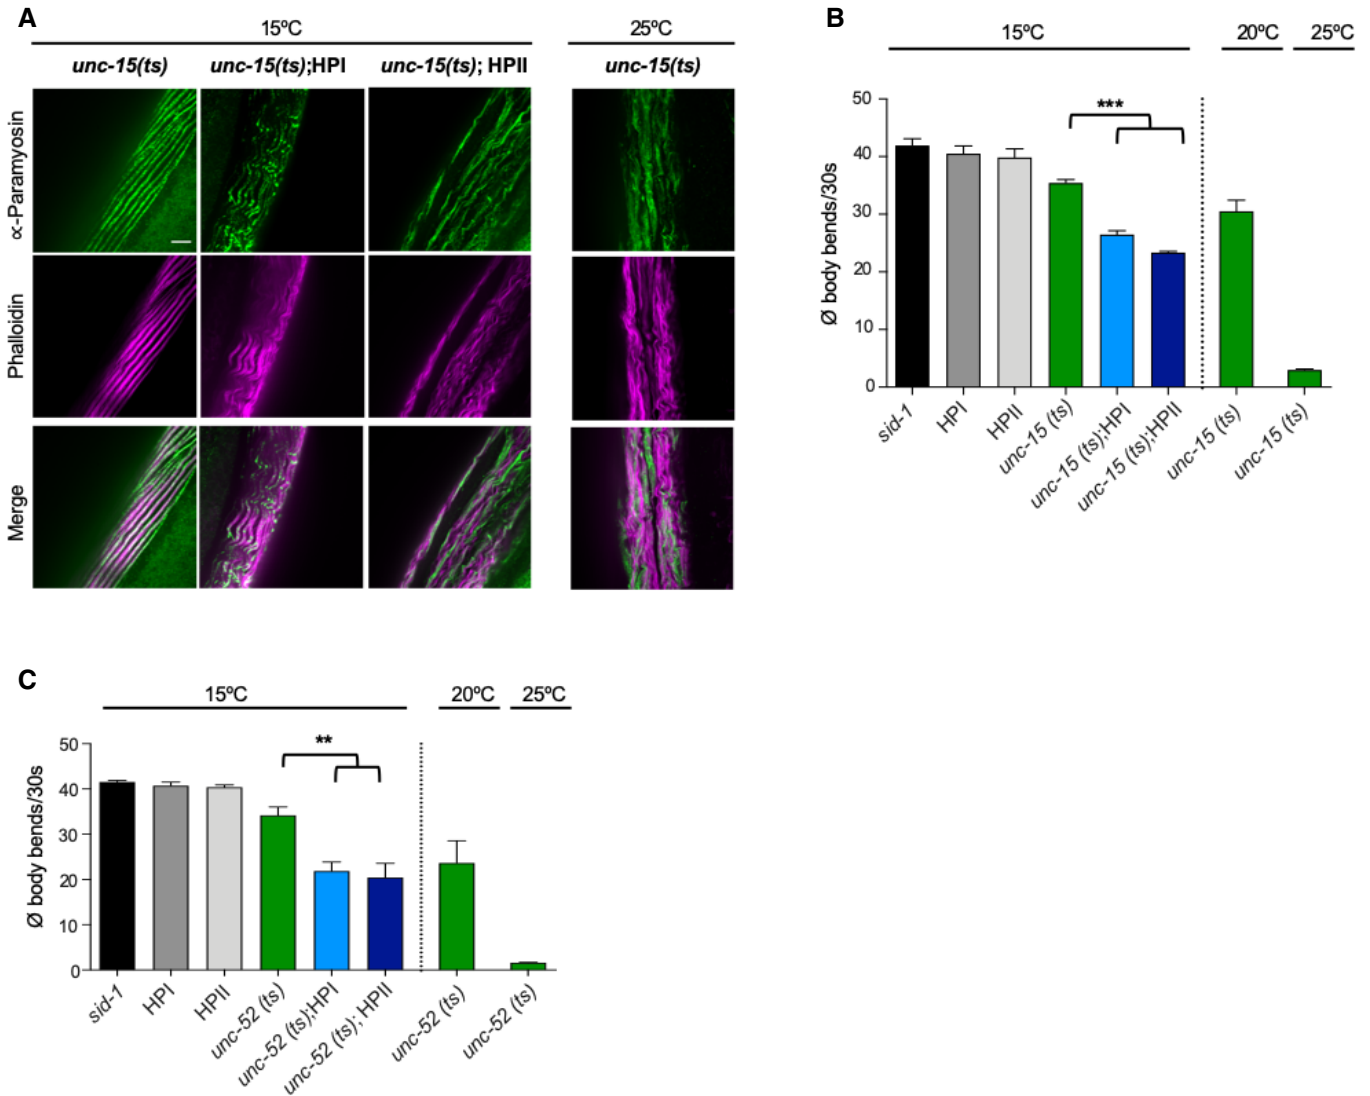 A
15ºC
25ºC
unc-15(ts)
unc-15(ts);HPI
unc-15(ts); HPII
unc-15(ts)
α-Paramyosin
Phalloidin
Merge
B
15ºC
20ºC
25ºC
***
Ø body bends/30s
50
40
30
20
10
0
sid-1
HPI
HPII
unc-15 (ts)
unc-15 (ts);HPI
unc-15 (ts);HPII
unc-15 (ts)
unc-15 (ts)
C
15ºC
20ºC
25ºC
**
Ø body bends/30s
50
40
30
20
10
0
sid-1
HPI
HPII
unc-52 (ts)
unc-52 (ts);HPI
unc-52 (ts); HPII
unc-52 (ts)
unc-52 (ts)